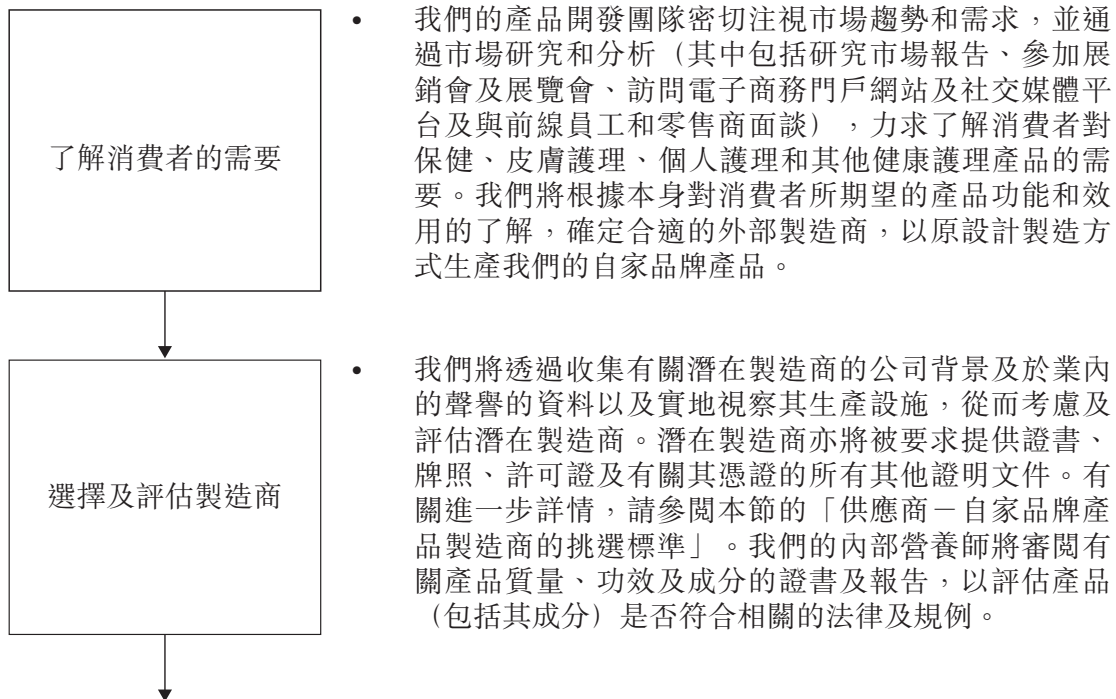 了解消費者的需要
• 我們的產品開發團隊密切注視市場趨勢和需求，並通
過市場研究和分析（其中包括研究市場報告、參加展
銷會及展覽會、訪問電子商務門戶網站及社交媒體平
台及與前線員工和零售商面談），力求了解消費者對
保健、皮膚護理、個人護理和其他健康護理產品的需
要。我們將根據本身對消費者所期望的產品功能和效
用的了解，確定合適的外部製造商，以原設計製造方
式生產我們的自家品牌產品。
選擇及評估製造商
• 我們將透過收集有關潛在製造商的公司背景及於業內
的聲譽的資料以及實地視察其生產設施，從而考慮及
評估潛在製造商。潛在製造商亦將被要求提供證書、
牌照、許可證及有關其憑證的所有其他證明文件。有
關進一步詳情，請參閱本節的「供應商－自家品牌產
品製造商的挑選標準」。我們的內部營養師將審閱有
關產品質量、功效及成分的證書及報告，以評估產品
（包括其成分）是否符合相關的法律及規例。